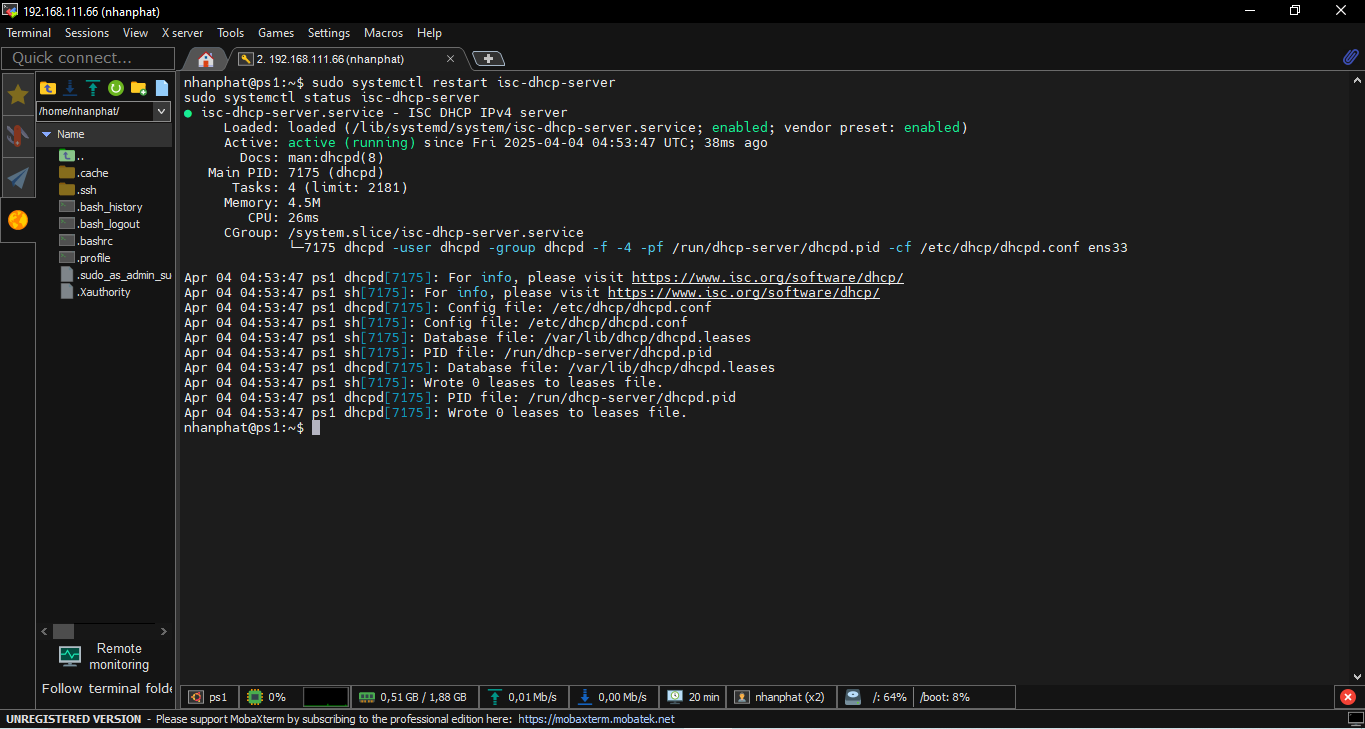 192.168.111.66 (nhanphat)
Terminal Sessions View X server Tools Games Settings Macros Help
Quick connect...
2. 192.168.111.66 (nhanphat)
/home/nhanphat/
Name
..
.cache
.ssh
.bash_history
.bash_logout
.bashrc
.profile
.sudo_as_admin_su
.Xauthority
Remote
monitoring
Follow terminal folde
nhanphat@ps1:~$ sudo systemctl restart isc-dhcp-server
sudo systemctl status isc-dhcp-server
● isc-dhcp-server.service - ISC DHCP IPv4 server
Loaded: loaded (/lib/systemd/system/isc-dhcp-server.service; enabled; vendor preset: enabled)
Active: active (running) since Fri 2025-04-04 04:53:47 UTC; 38ms ago
Docs: man:dhcpd(8)
Main PID: 7175 (dhcpd)
Tasks: 4 (limit: 2181)
Memory: 4.5M
CPU: 26ms
CGroup: /system.slice/isc-dhcp-server.service
└─7175 dhcpd -user dhcpd -group dhcpd -f -4 -pf /run/dhcp-server/dhcpd.pid -cf /etc/dhcp/dhcpd.conf ens33
Apr 04 04:53:47 ps1 dhcpd[7175]: For info, please visit https://www.isc.org/software/dhcp/
Apr 04 04:53:47 ps1 sh[7175]: For info, please visit https://www.isc.org/software/dhcp/
Apr 04 04:53:47 ps1 dhcpd[7175]: Config file: /etc/dhcp/dhcpd.conf
Apr 04 04:53:47 ps1 sh[7175]: Config file: /etc/dhcp/dhcpd.conf
Apr 04 04:53:47 ps1 sh[7175]: Database file: /var/lib/dhcp/dhcpd.leases
Apr 04 04:53:47 ps1 sh[7175]: PID file: /run/dhcp-server/dhcpd.pid
Apr 04 04:53:47 ps1 dhcpd[7175]: Database file: /var/lib/dhcp/dhcpd.leases
Apr 04 04:53:47 ps1 sh[7175]: Wrote 0 leases to leases file.
Apr 04 04:53:47 ps1 dhcpd[7175]: PID file: /run/dhcp-server/dhcpd.pid
Apr 04 04:53:47 ps1 dhcpd[7175]: Wrote 0 leases to leases file.
nhanphat@ps1:~$
ps1 0% 0,51 GB / 1,88 GB 0,01 Mb/s 0,00 Mb/s 20 min nhanphat (x2) /: 64% /boot: 8%
UNREGISTERED VERSION - Please support MobaXterm by subscribing to the professional edition here: https://mobaxterm.mobatek.net